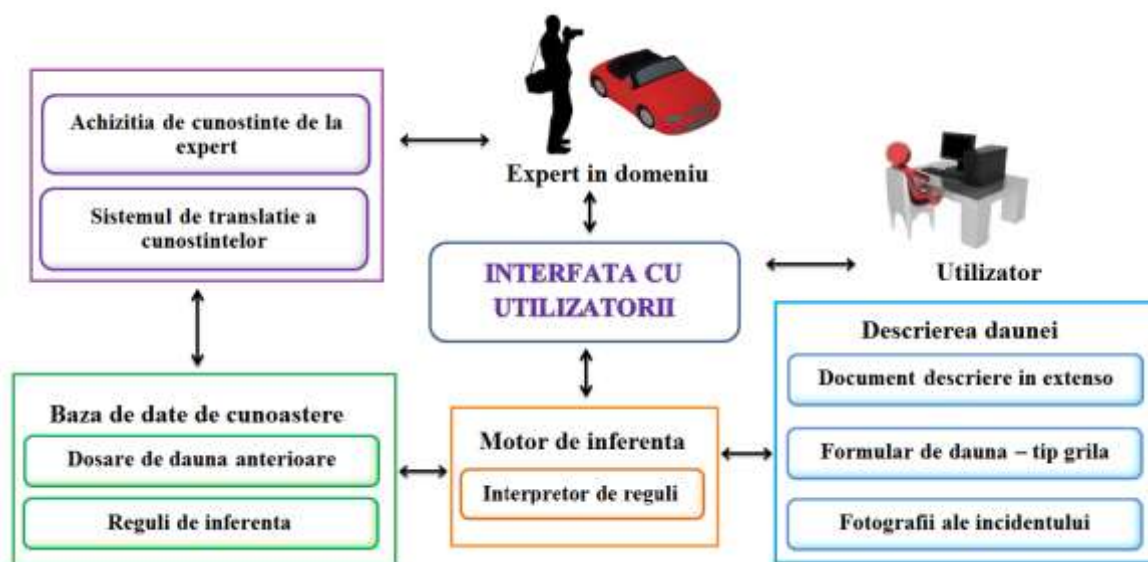 Achizitia de cunostinte de la
expert
Sistemul de translatie a
cunostintelor
Expert in domeniu
Utilizator
INTERFATA CU
UTILIZATORII
Baza de date de cunoastere
Dosare de dauna anterioare
Reguli de inferenta
Motor de inferenta
Interpretor de reguli
Descrierea daunei
Document descriere in extenso
Formular de dauna – tip grila
Fotografii ale incidentului